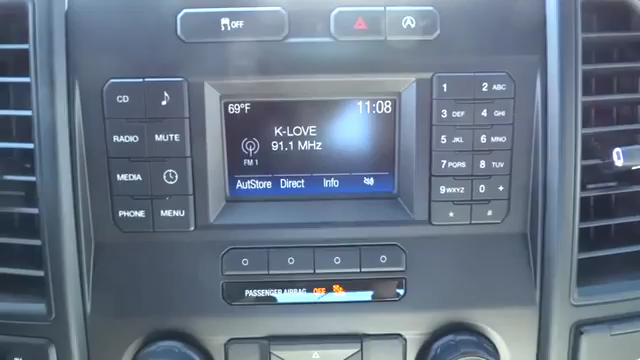 OFF
CD
RADIO MUTE
MEDIA
PHONE MENU
69°F 11:08
K-LOVE
91.1 MHz
FM 1
AutoStore Direct Info
1 2 ABC
3 DEF 4 GHI
5 JKL 6 MNO
7 PQRS 8 TUV
9 WXYZ 0 +
* #
PASSENGER AIRBAG OFF